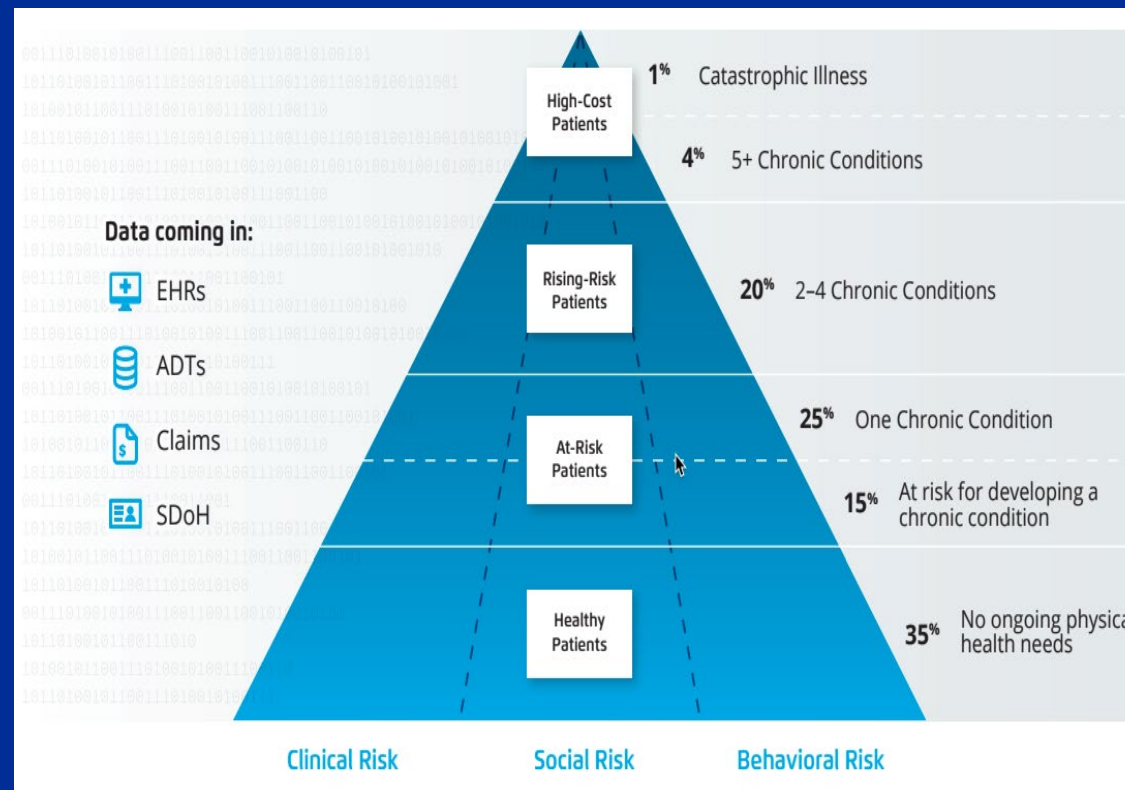 Data coming in:
EHRs
ADTs
Claims
$
SDoH
High-Cost
Patients
1% Catastrophic Illness
4% 5+ Chronic Conditions
Rising-Risk
Patients
20% 2–4 Chronic Conditions
At-Risk
Patients
25% One Chronic Condition
15% At risk for developing a
chronic condition
Healthy
Patients
35% No ongoing physica
health needs
Clinical Risk
Social Risk
Behavioral Risk